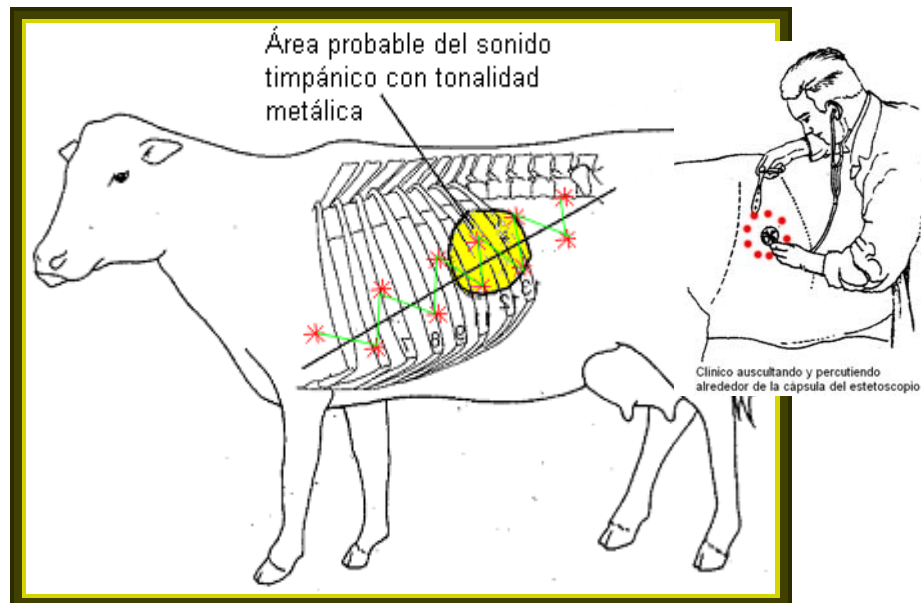 Área probable del sonido
timpánico con tonalidad
metálica
7
8
9
11
12
13
Clínico auscultando y percutiendo
alrededor de la cápsula del estetoscopio